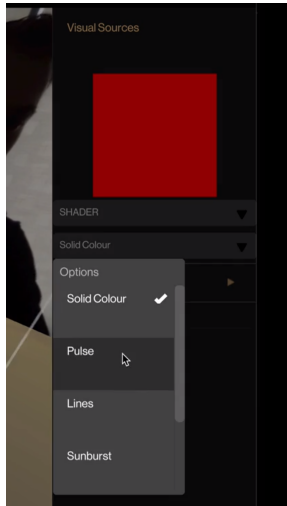 Visual Sources
SHADER
Solid Colour
Options
Solid Colour
Pulse
Lines
Sunburst